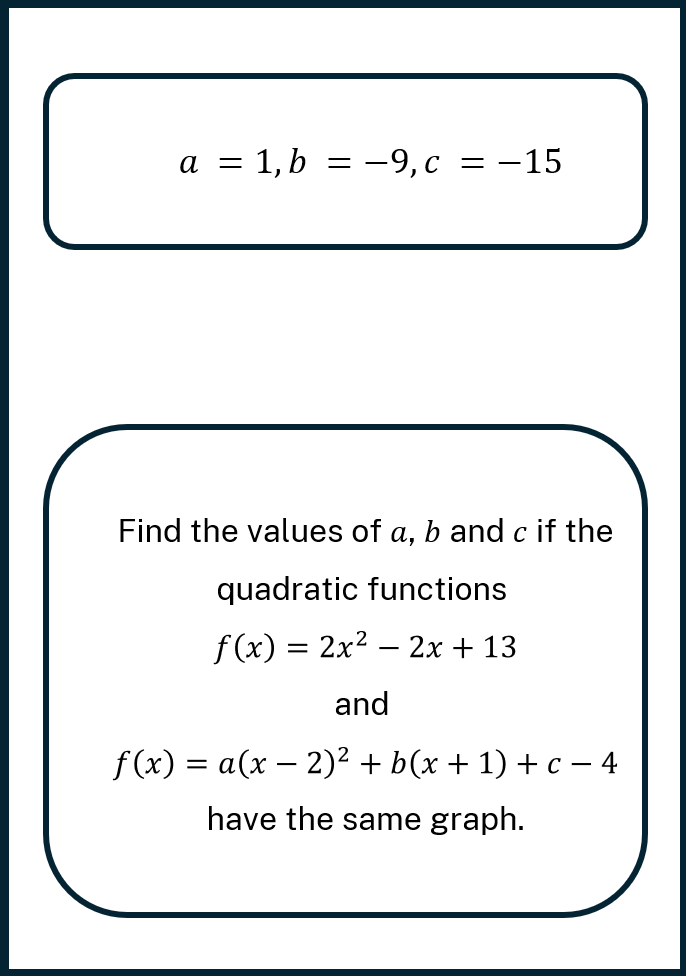 a = 1, b = −9, c = −15
Find the values of a, b and c if the
quadratic functions
f(x) = 2x² − 2x + 13
and
f(x) = a(x − 2)² + b(x + 1) + c − 4
have the same graph.